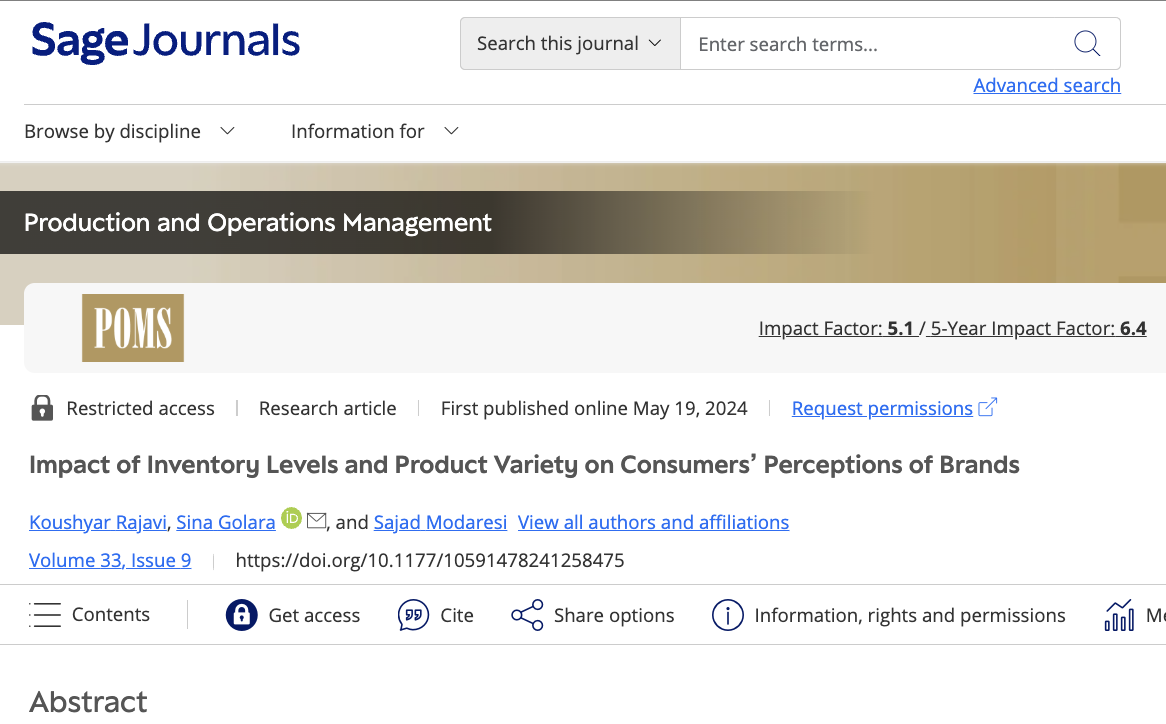 Sage Journals
Search this journal Enter search terms...
Advanced search
Browse by discipline Information for
Production and Operations Management
POMS
Impact Factor: 5.1 / 5-Year Impact Factor: 6.4
Restricted access | Research article | First published online May 19, 2024 | Request permissions
Impact of Inventory Levels and Product Variety on Consumers’ Perceptions of Brands
Koushyar Rajavi, Sina Golara iD, and Sajad Modaresi View all authors and affiliations
Volume 33, Issue 9 | https://doi.org/10.1177/10591478241258475
Contents Get access Cite Share options Information, rights and permissions Me
Abstract